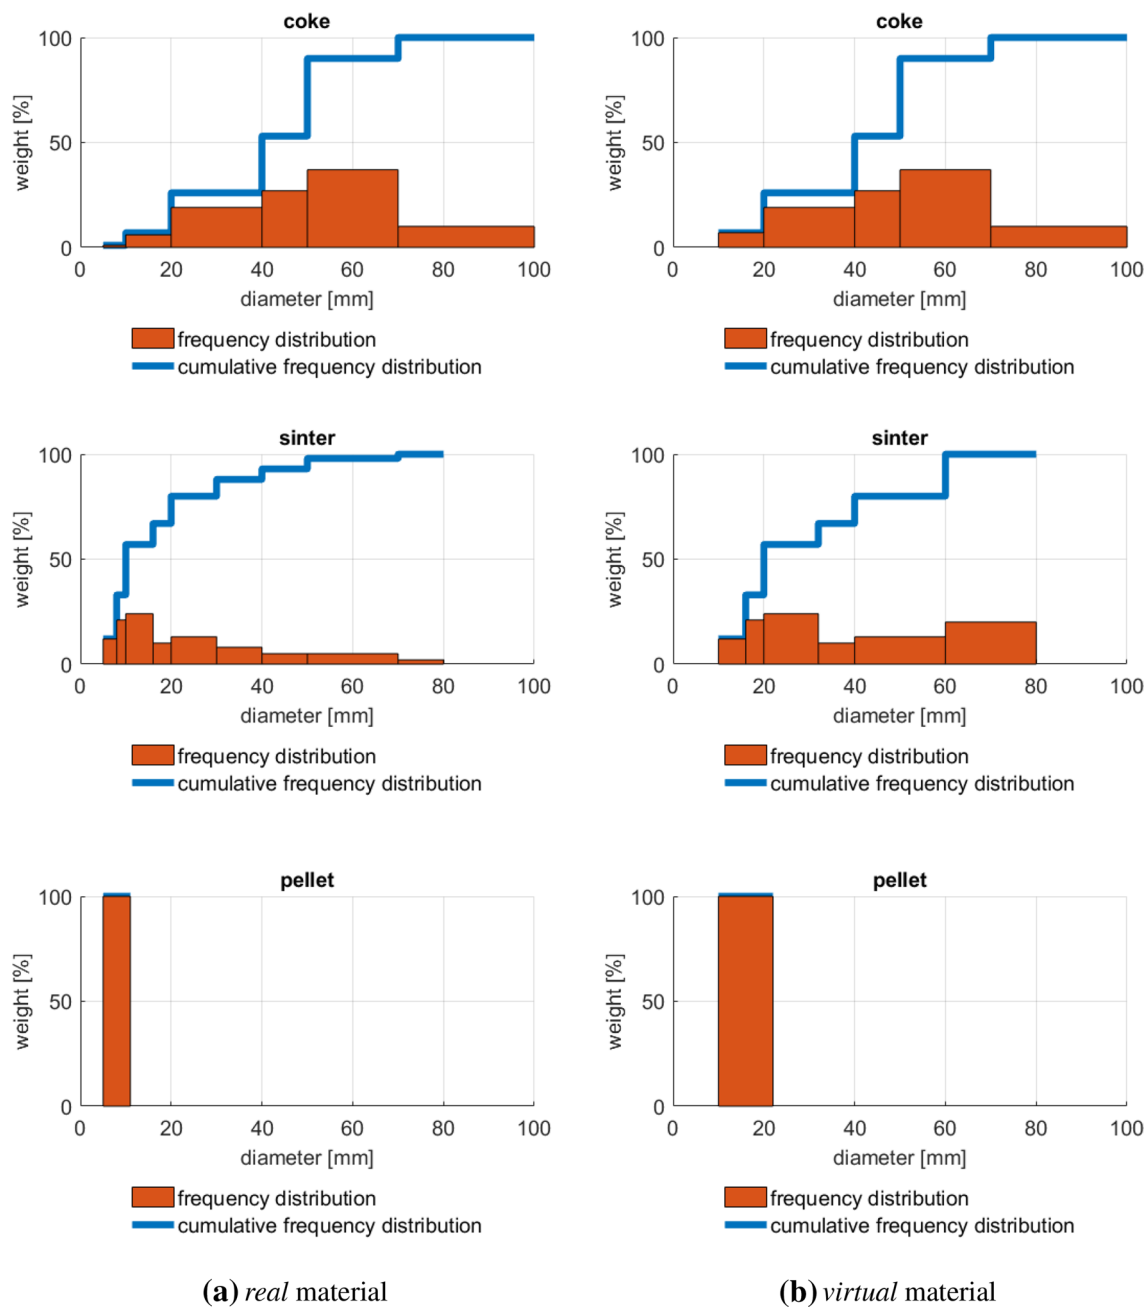 coke
100
50
0
weight [%]
0 20 40 60 80 100
diameter [mm]
frequency distribution
cumulative frequency distribution
coke
100
50
0
weight [%]
0 20 40 60 80 100
diameter [mm]
frequency distribution
cumulative frequency distribution
sinter
100
50
0
weight [%]
0 20 40 60 80 100
diameter [mm]
frequency distribution
cumulative frequency distribution
sinter
100
50
0
weight [%]
0 20 40 60 80 100
diameter [mm]
frequency distribution
cumulative frequency distribution
pellet
100
50
0
weight [%]
0 20 40 60 80 100
diameter [mm]
frequency distribution
cumulative frequency distribution
pellet
100
50
0
weight [%]
0 20 40 60 80 100
diameter [mm]
frequency distribution
cumulative frequency distribution
(a) real material
(b) virtual material